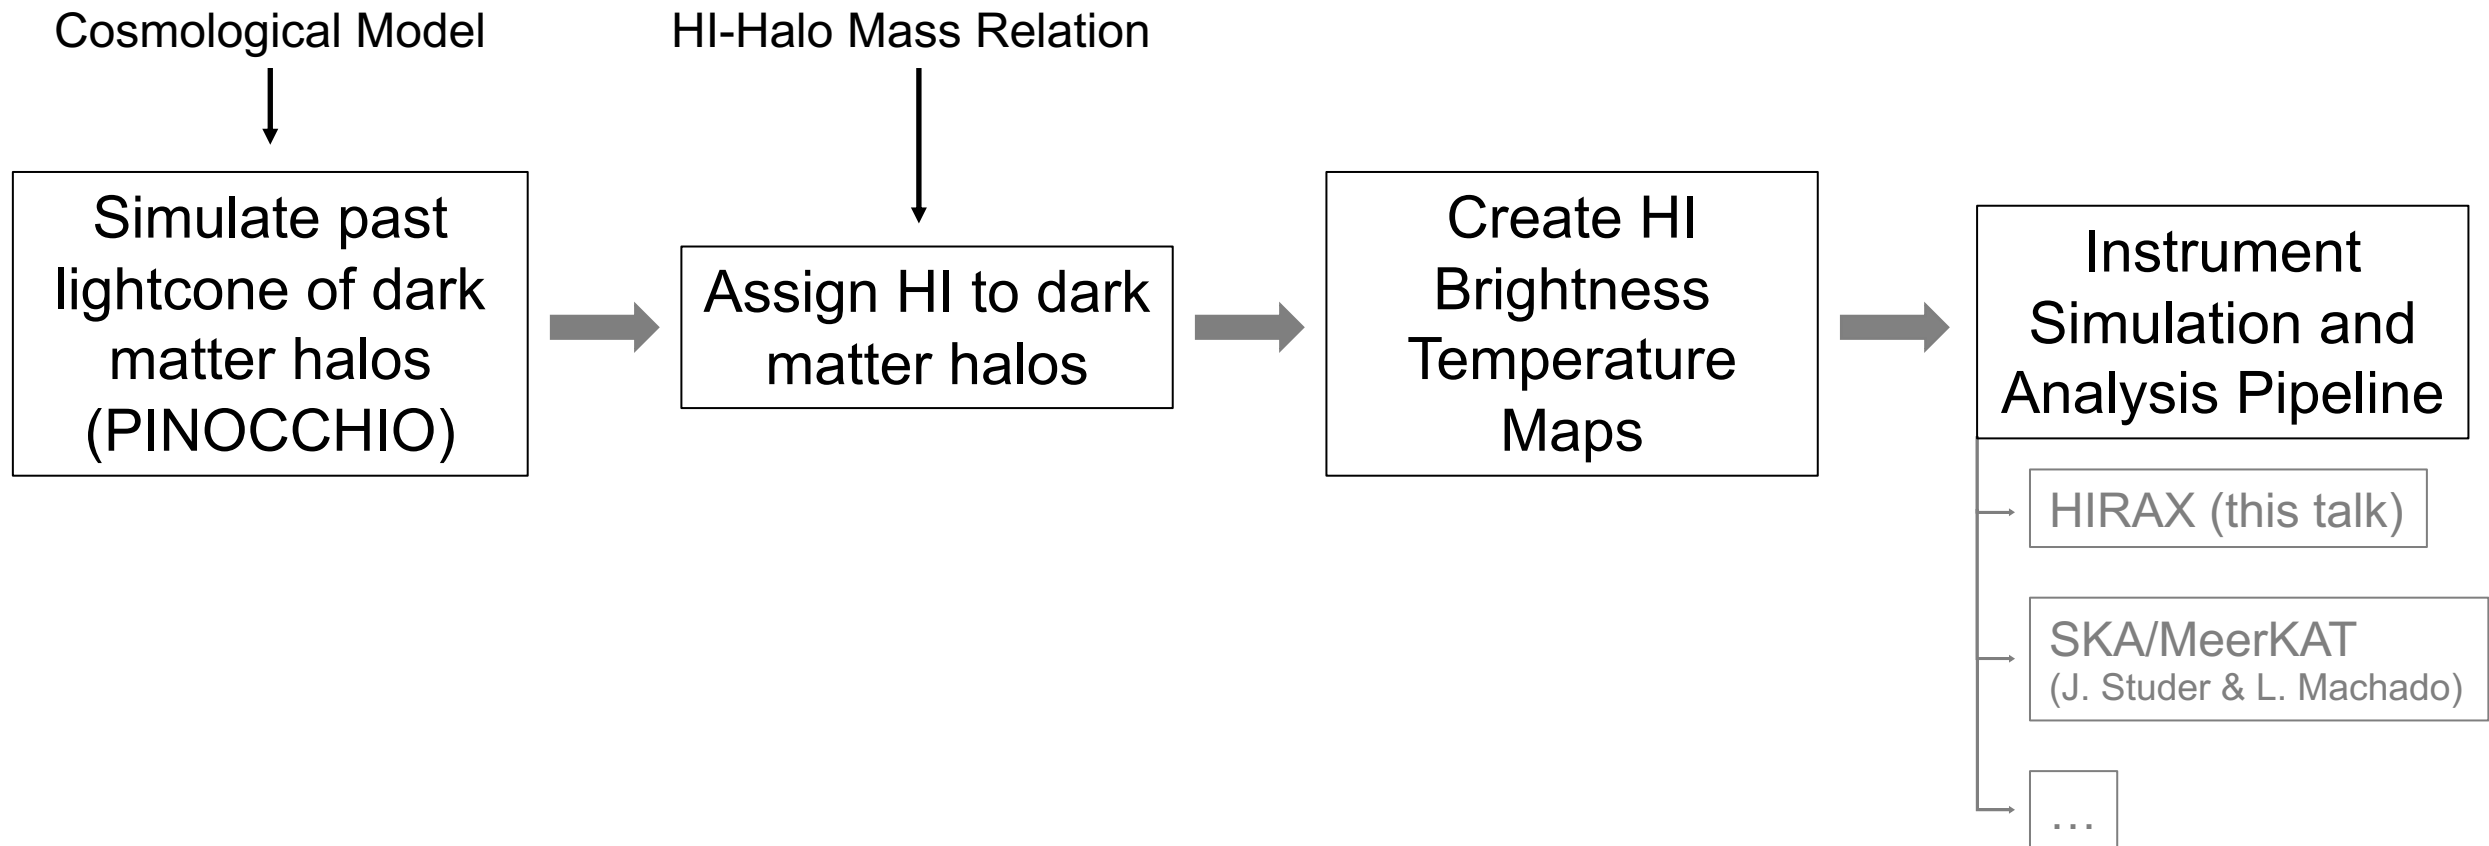 Cosmological Model
HI-Halo Mass Relation
Simulate past
lightcone of dark
matter halos
(PINOCCHIO)
Assign HI to dark
matter halos
Create HI
Brightness
Temperature
Maps
Instrument
Simulation and
Analysis Pipeline
HIRAX (this talk)
SKA/MeerKAT
(J. Studer & L. Machado)
...